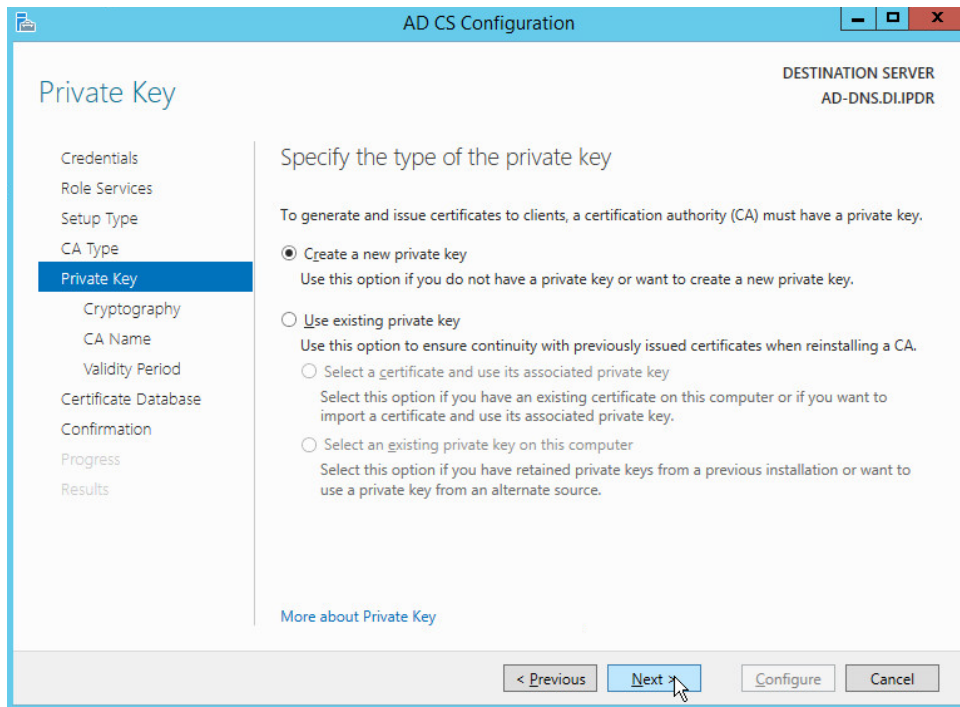 AD CS Configuration
DESTINATION SERVER
AD-DNS.DI.IPDR
Private Key
Credentials
Role Services
Setup Type
CA Type
Private Key
Cryptography
CA Name
Validity Period
Certificate Database
Confirmation
Progress
Results
Specify the type of the private key
To generate and issue certificates to clients, a certification authority (CA) must have a private key.
Create a new private key
Use this option if you do not have a private key or want to create a new private key.
Use existing private key
Use this option to ensure continuity with previously issued certificates when reinstalling a CA.
Select a certificate and use its associated private key
Select this option if you have an existing certificate on this computer or if you want to
import a certificate and use its associated private key.
Select an existing private key on this computer
Select this option if you have retained private keys from a previous installation or want to
use a private key from an alternate source.
More about Private Key
< Previous
Next >
Configure
Cancel